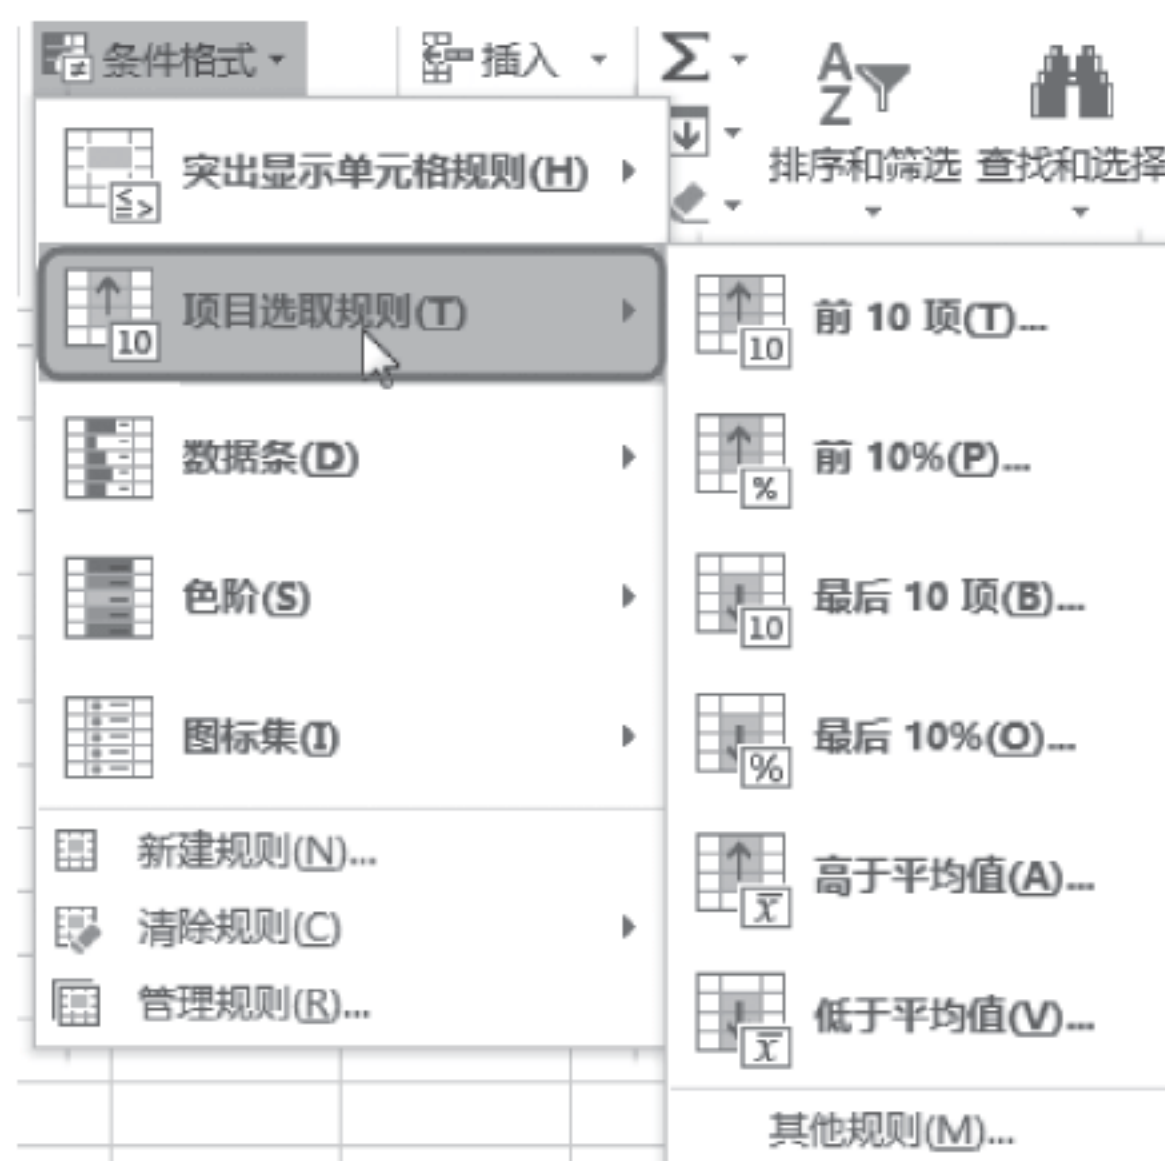 条件格式
插入
Σ
排序和筛选
查找和选择
突出显示单元格规则(H)
项目选取规则(T)
数据条(D)
色阶(S)
图标集(I)
新建规则(N)...
清除规则(C)
管理规则(R)...
前 10 项(T)...
前 10%(P)...
最后 10 项(B)...
最后 10%(O)...
高于平均值(A)...
低于平均值(V)...
其他规则(M)...